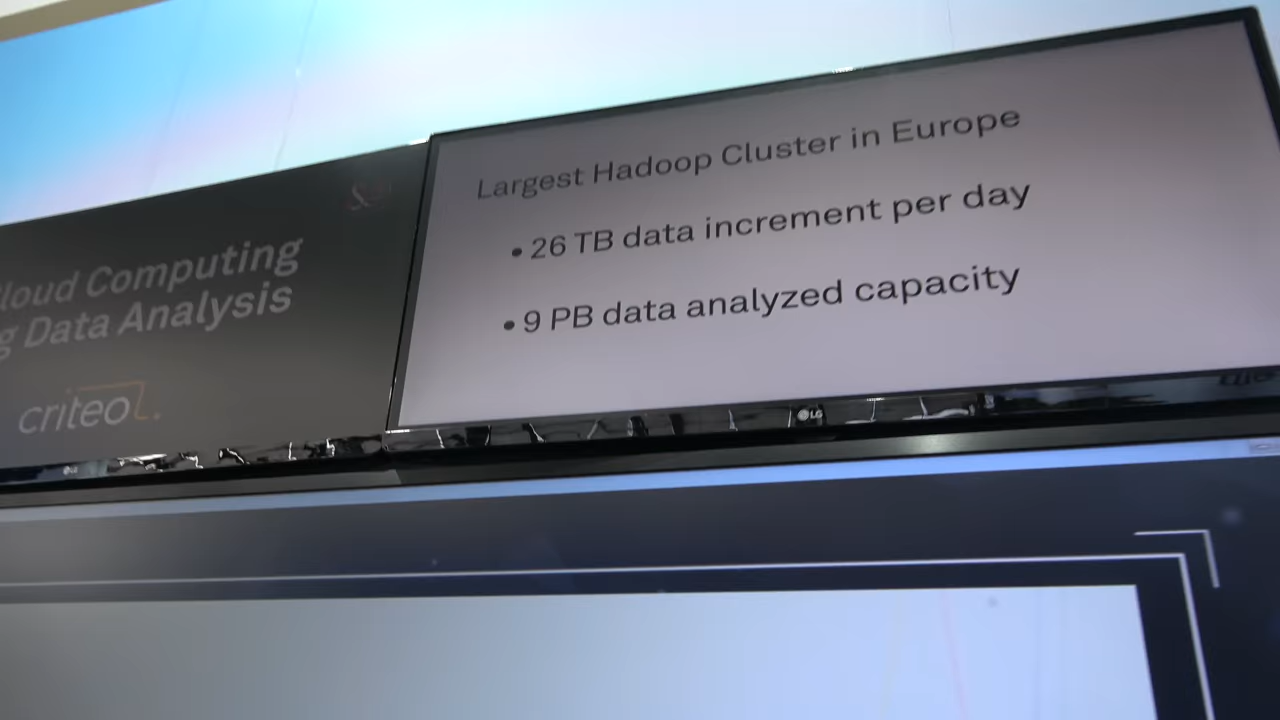 loud Computing
g Data Analysis
criteo
Largest Hadoop Cluster in Europe
• 26 TB data increment per day
• 9 PB data analyzed capacity
LG
LG